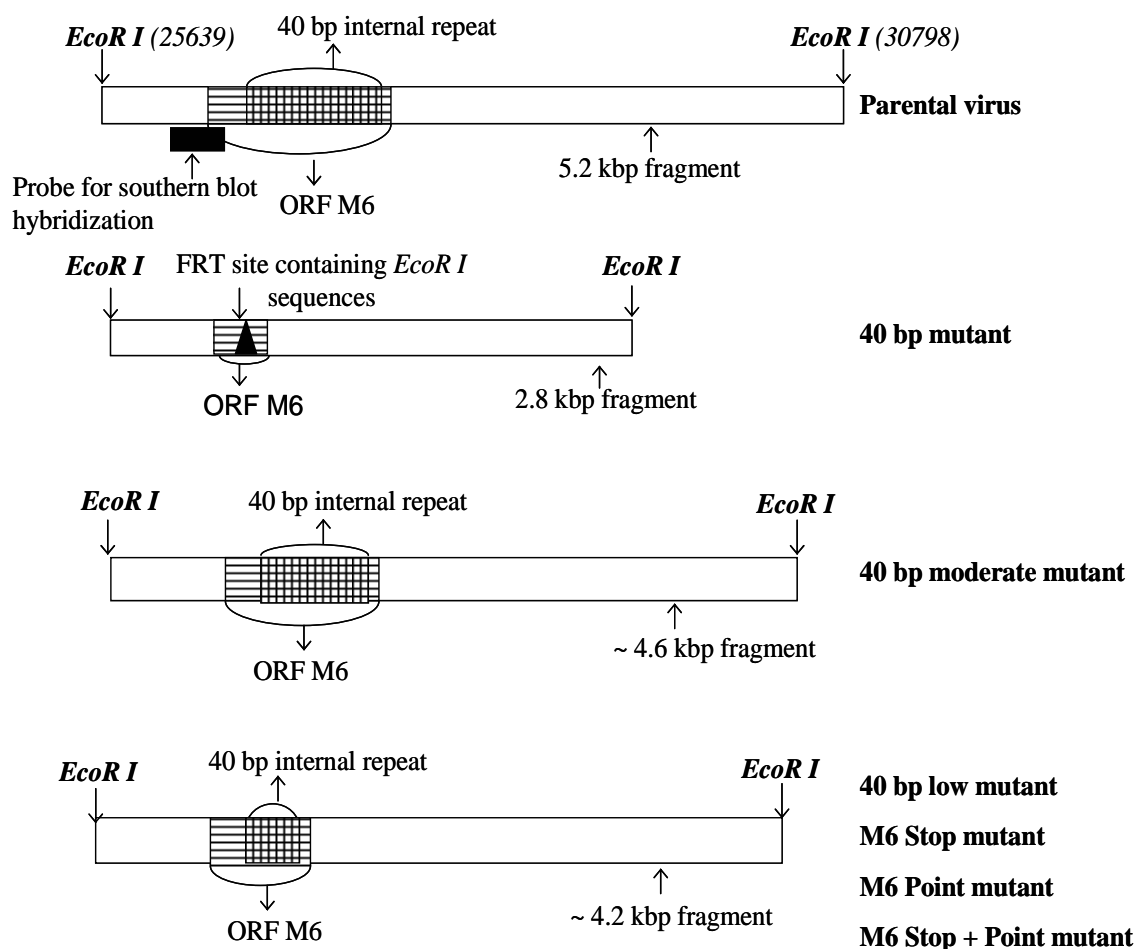 40 bp internal repeat
EcoR I (25639)
EcoR I (30798)
Parental virus
5.2 kbp fragment
Probe for southern blot
hybridization
ORF M6
EcoR I
FRT site containing EcoR I
sequences
EcoR I
40 bp mutant
2.8 kbp fragment
ORF M6
EcoR I
40 bp internal repeat
EcoR I
40 bp moderate mutant
~ 4.6 kbp fragment
ORF M6
EcoR I
40 bp internal repeat
EcoR I
40 bp low mutant
M6 Stop mutant
M6 Point mutant
~ 4.2 kbp fragment
ORF M6
M6 Stop + Point mutant